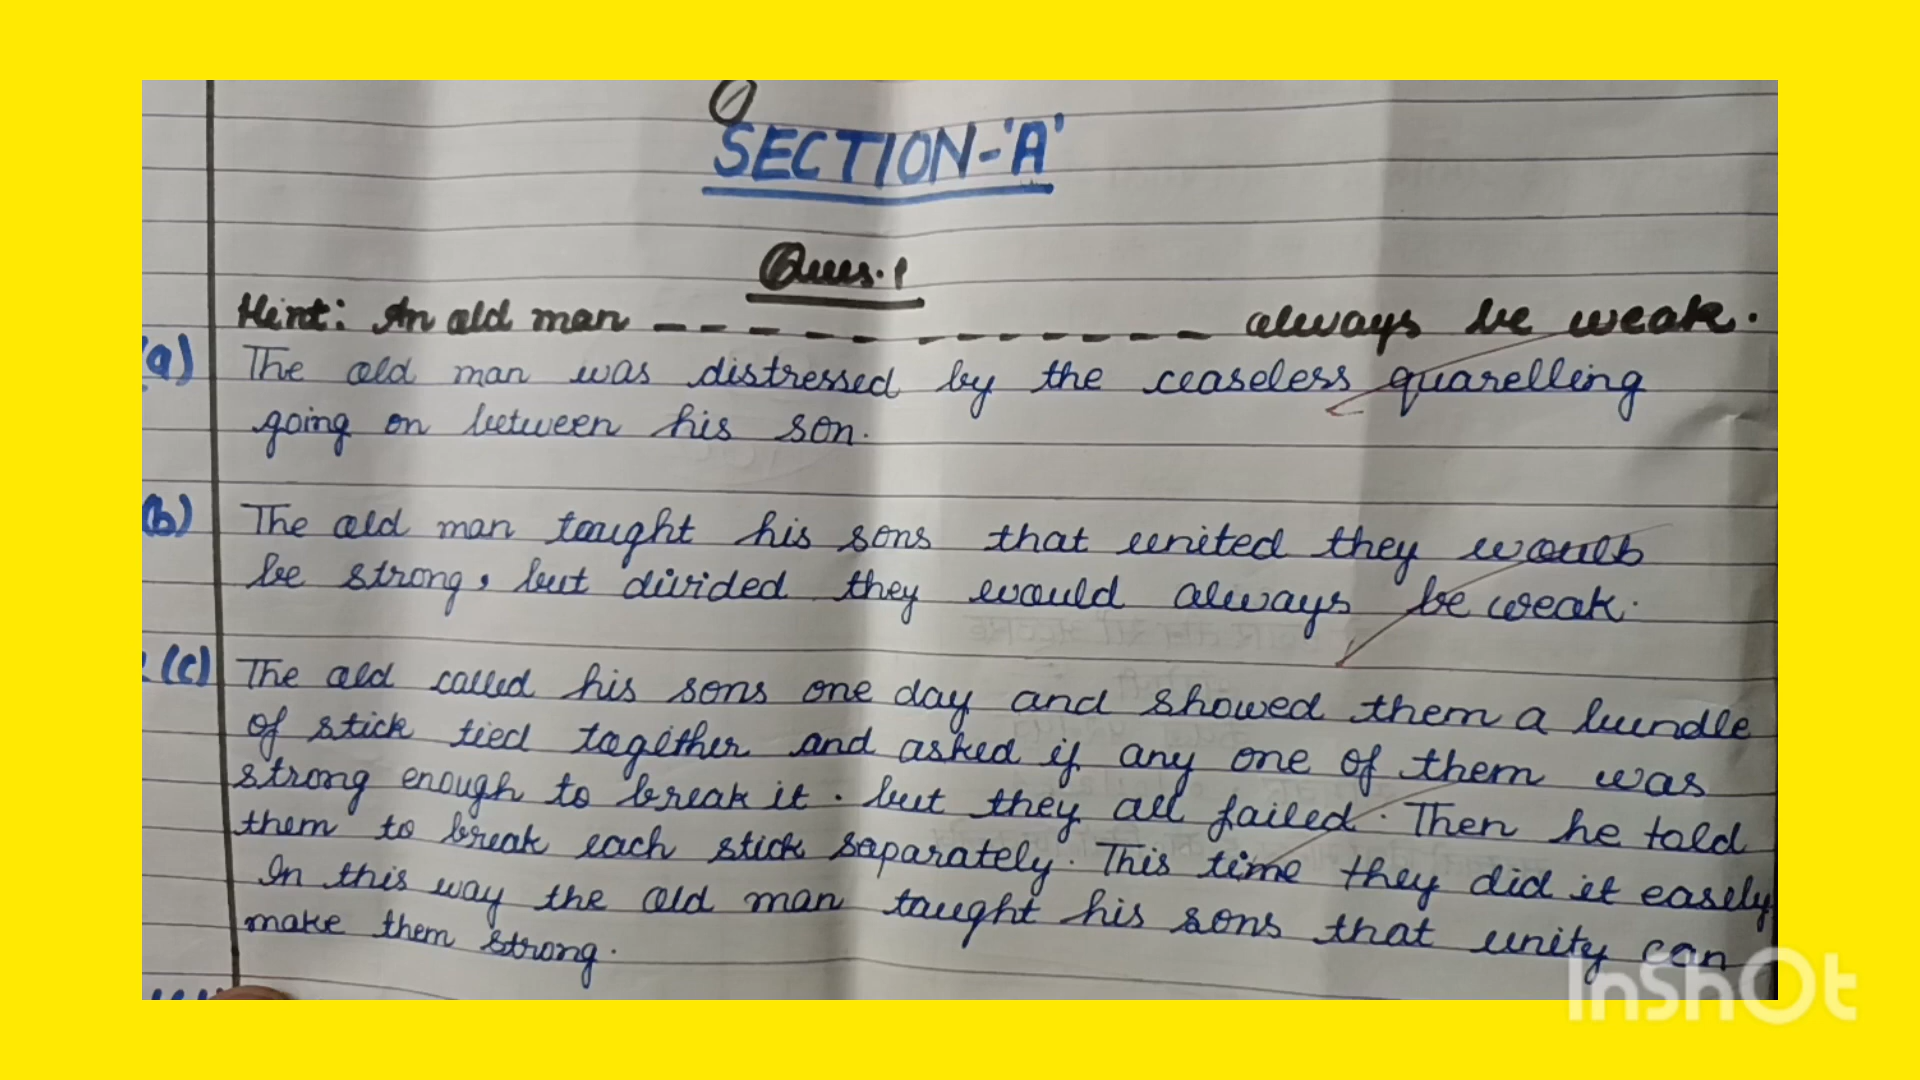 SECTION-'A'
Ques.1
Hint: An old man -------------- always be weak.
(a) The old man was distressed by the ceaseless quarelling
going on between his son.
(b) The old man taught his sons that united they would
be strong, but divided they would always be weak.
(c) The old called his sons one day and showed them a bundle
of stick tied together and asked if any one of them was
strong enough to break it. but they all failed. Then he told
them to break each stick saparately. This time they did it easely
In this way the old man taught his sons that unity can
make them strong.
InShOt